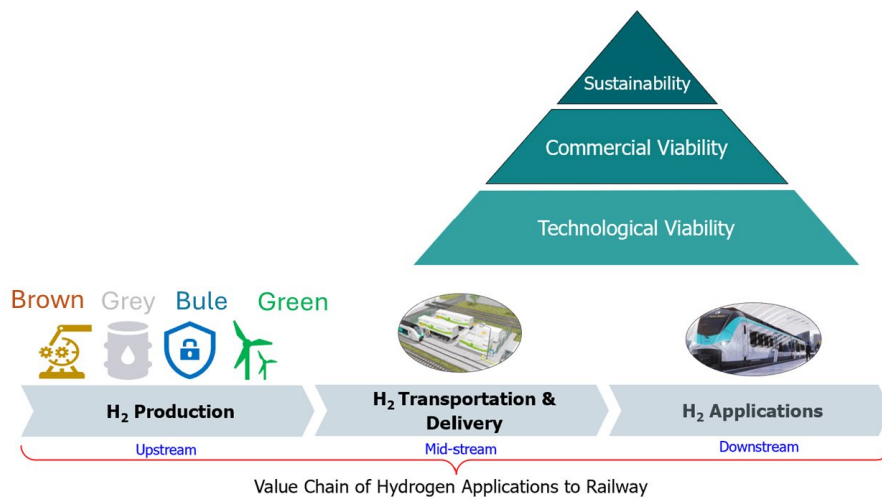 Sustainability
Commercial Viability
Technological Viability
Brown
Grey
Bule
Green
H₂ Production
H₂ Transportation &
Delivery
H₂ Applications
Upstream
Mid-stream
Downstream
Value Chain of Hydrogen Applications to Railway